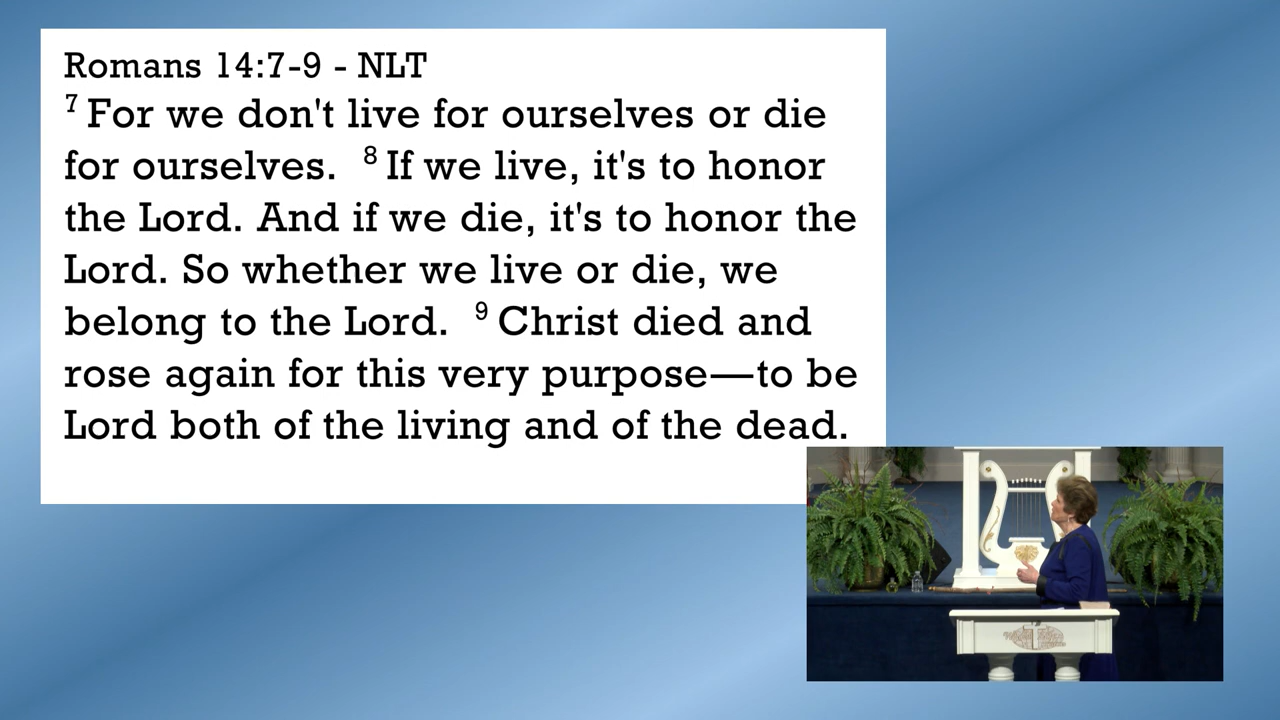 Romans 14:7-9 - NLT
7 For we don't live for ourselves or die
for ourselves. 8 If we live, it's to honor
the Lord. And if we die, it's to honor the
Lord. So whether we live or die, we
belong to the Lord. 9 Christ died and
rose again for this very purpose—to be
Lord both of the living and of the dead.